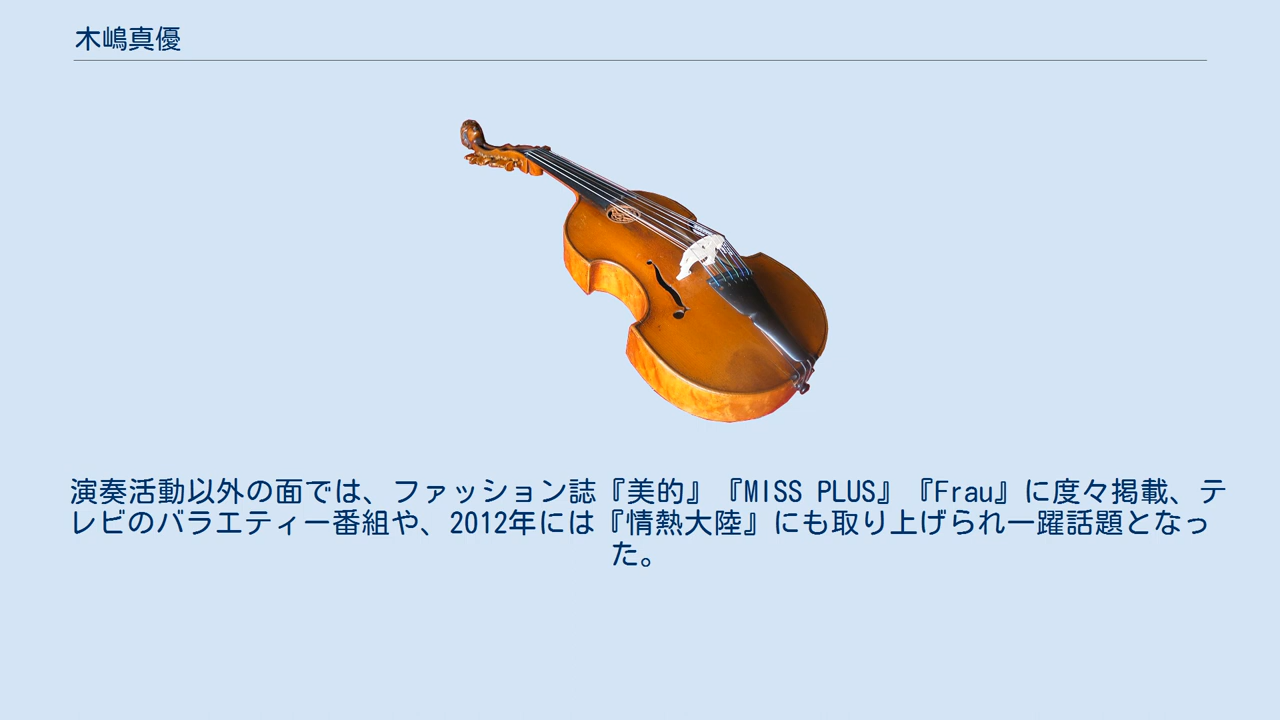 木嶋真優
演奏活動以外の面では、ファッション誌『美的』『MISS PLUS』『Frau』に度々掲載、テ
レビのバラエティー番組や、2012年には『情熱大陸』にも取り上げられ一躍話題となっ
た。